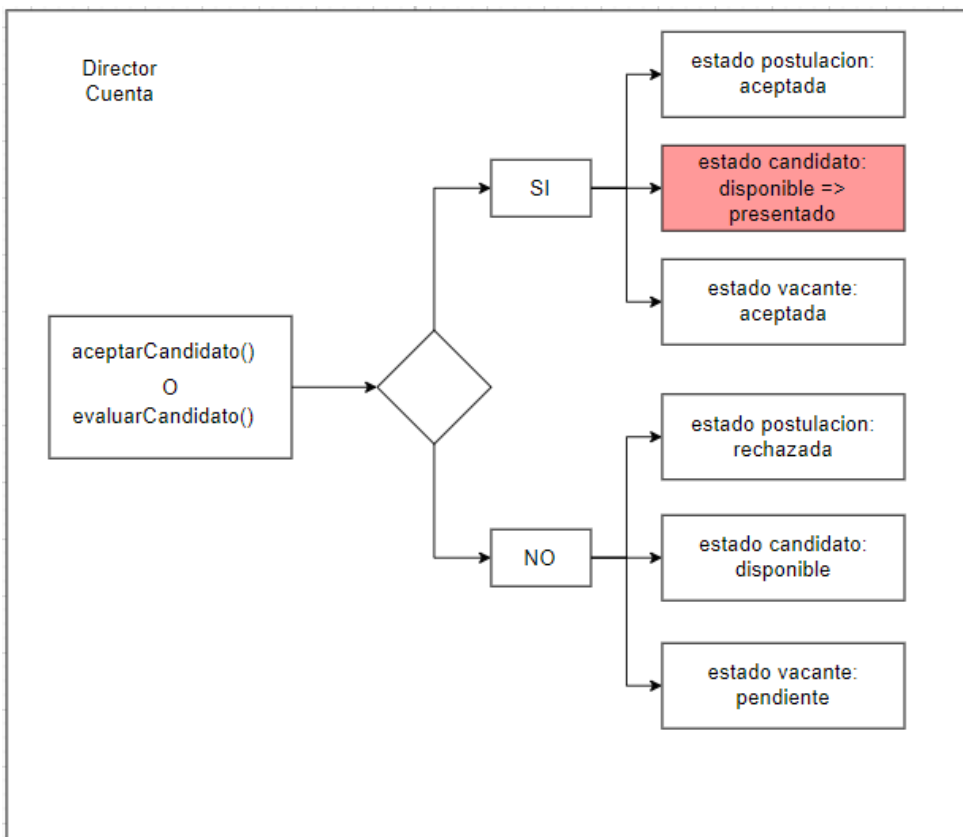 Director
Cuenta
aceptarCandidato()
O
evaluarCandidato()
SI
estado postulacion:
aceptada
estado candidato:
disponible =>
presentado
estado vacante:
aceptada
NO
estado postulacion:
rechazada
estado candidato:
disponible
estado vacante:
pendiente